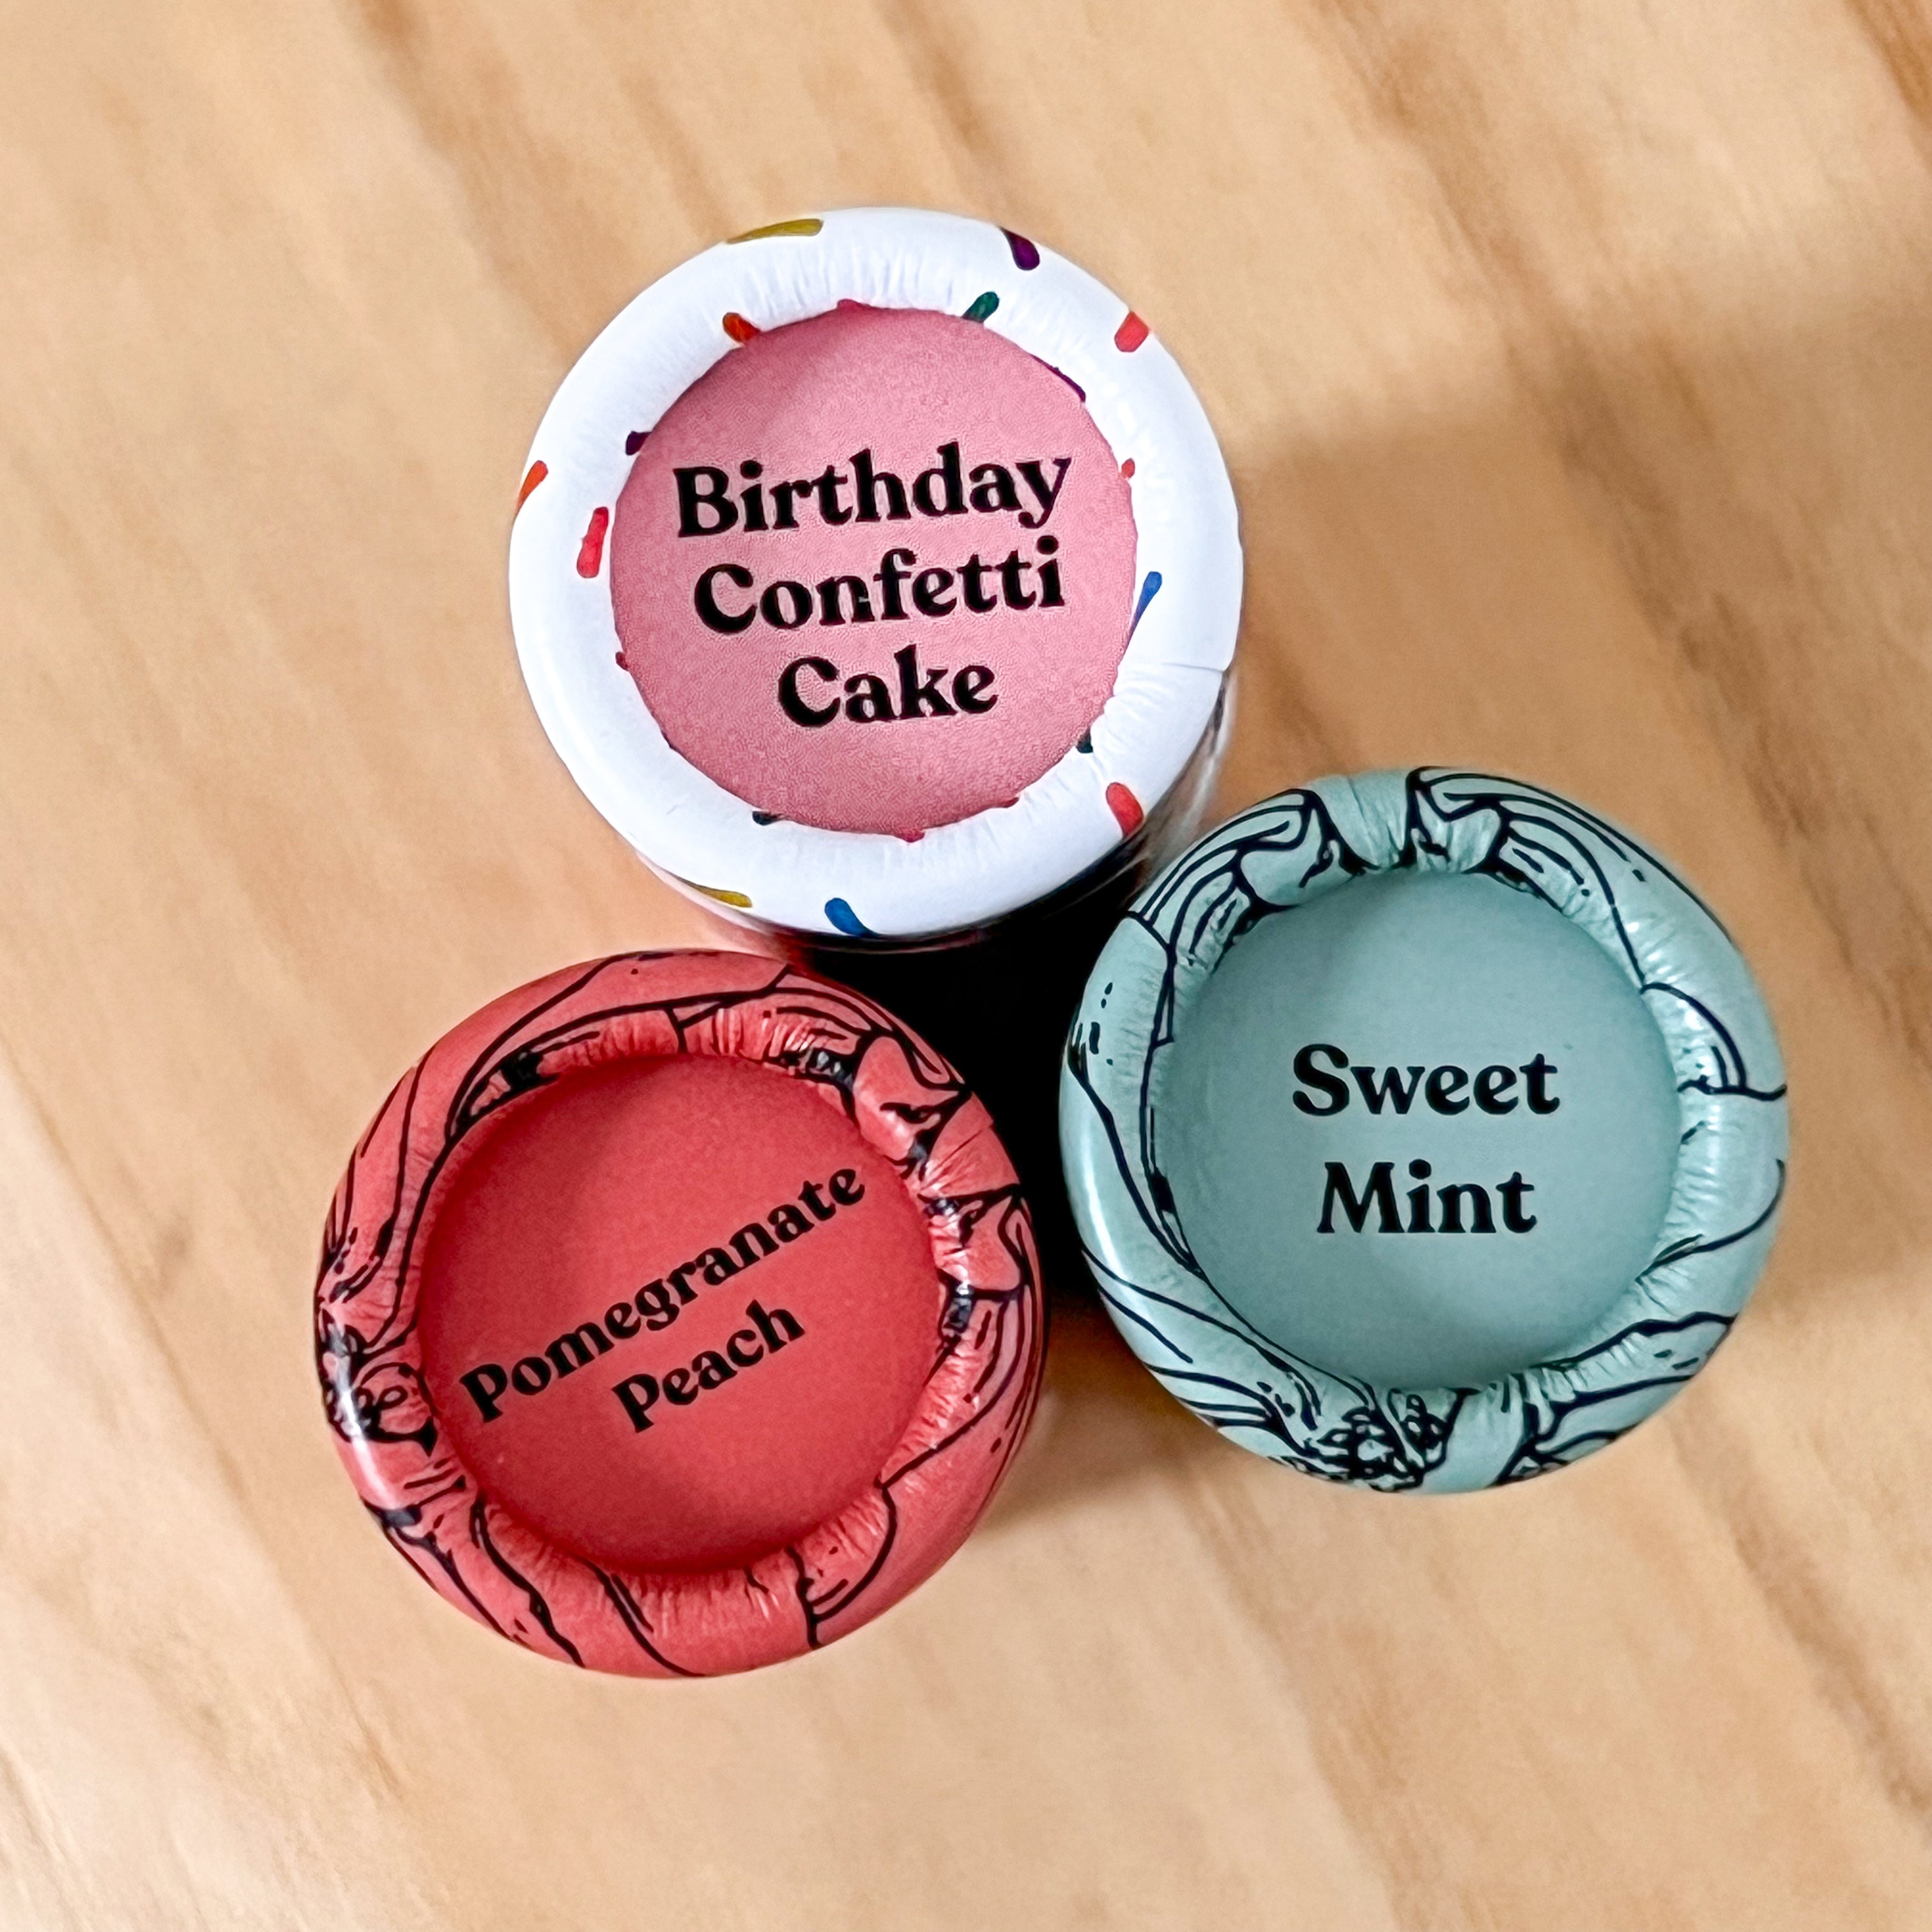 Birthday
Confetti
Cake
Sweet
Mint
Pomegranate
Peach